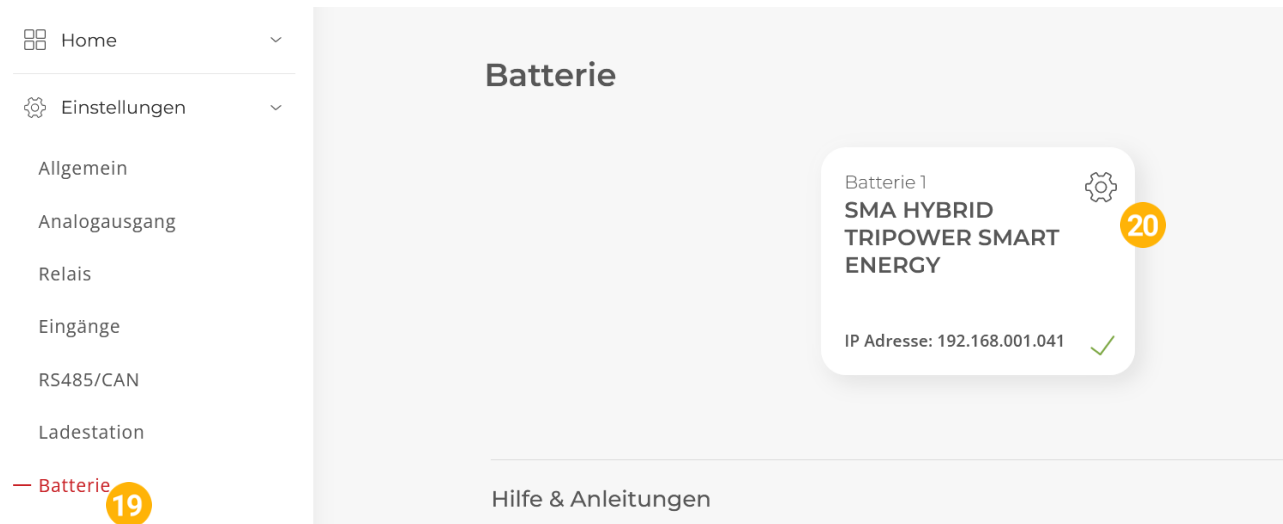 Home
Einstellungen
Allgemein
Analogausgang
Relais
Eingänge
RS485/CAN
Ladestation
Batterie
19
Batterie
Batterie 1
SMA HYBRID
TRIPOWER SMART
ENERGY
20
IP Adresse: 192.168.001.041
Hilfe & Anleitungen